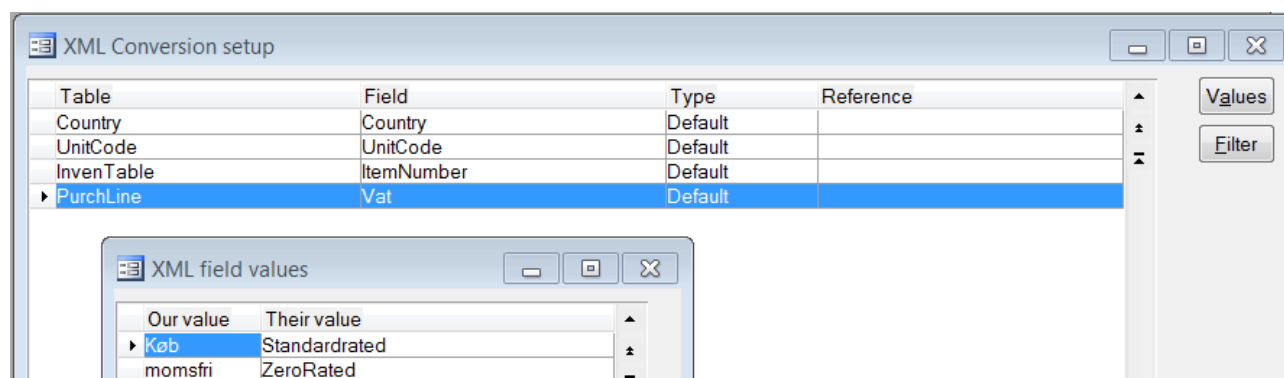 XML Conversion setup
Table Field Type Reference
Country Country Default
UnitCode UnitCode Default
InvenTable ItemNumber Default
PurchLine Vat Default
Values
Filter
XML field values
Our value Their value
Køb Standardrated
momsfri ZeroRated